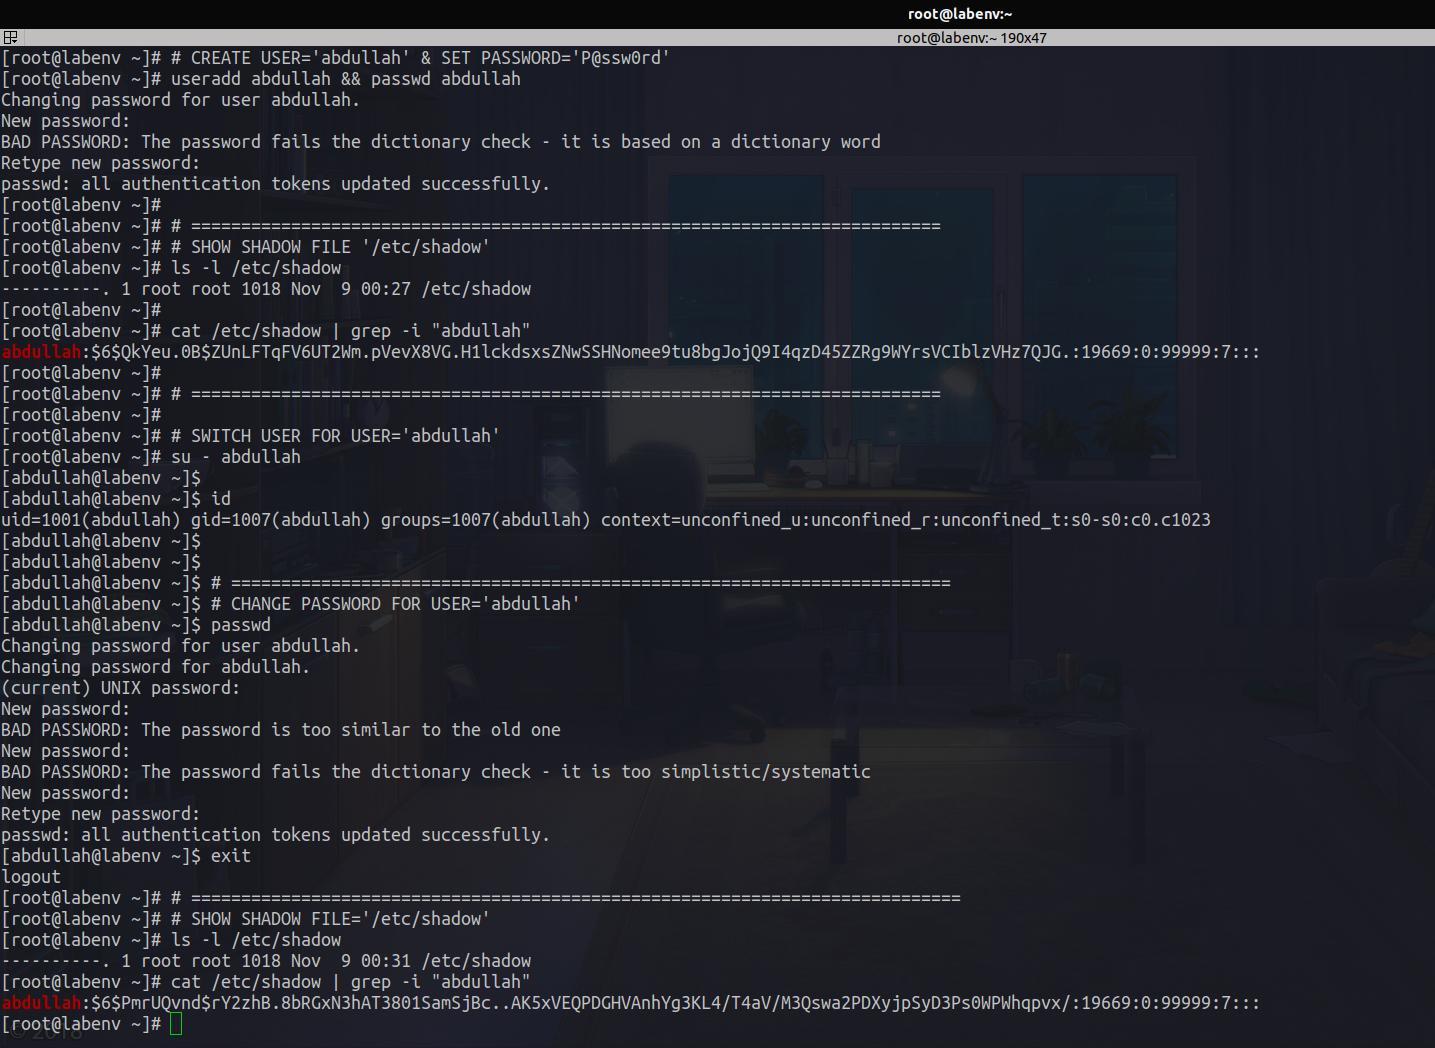 root@labenv:~
root@labenv:~ 190x47
[root@labenv ~]# # CREATE USER='abdullah' & SET PASSWORD='P@ssw0rd'
[root@labenv ~]# useradd abdullah && passwd abdullah
Changing password for user abdullah.
New password:
BAD PASSWORD: The password fails the dictionary check - it is based on a dictionary word
Retype new password:
passwd: all authentication tokens updated successfully.
[root@labenv ~]#
[root@labenv ~]# # ===========================================================================
[root@labenv ~]# # SHOW SHADOW FILE '/etc/shadow'
[root@labenv ~]# ls -l /etc/shadow
----------. 1 root root 1018 Nov  9 00:27 /etc/shadow
[root@labenv ~]#
[root@labenv ~]# cat /etc/shadow | grep -i "abdullah"
abdullah:$6$QkYeu.0B$ZUnLFTqFV6UT2Wm.pVevX8VG.H1lckdsxsZNwSSHNomee9tu8bgJojQ9I4qzD45ZZRg9WYrsVCIblzVHz7QJG.:19669:0:99999:7:::
[root@labenv ~]#
[root@labenv ~]# # ===========================================================================
[root@labenv ~]#
[root@labenv ~]# # SWITCH USER FOR USER='abdullah'
[root@labenv ~]# su - abdullah
[abdullah@labenv ~]$
[abdullah@labenv ~]$ id
uid=1001(abdullah) gid=1007(abdullah) groups=1007(abdullah) context=unconfined_u:unconfined_r:unconfined_t:s0-s0:c0.c1023
[abdullah@labenv ~]$
[abdullah@labenv ~]$
[abdullah@labenv ~]$ # ========================================================================
[abdullah@labenv ~]$ # CHANGE PASSWORD FOR USER='abdullah'
[abdullah@labenv ~]$ passwd
Changing password for user abdullah.
Changing password for abdullah.
(current) UNIX password:
New password:
BAD PASSWORD: The password is too similar to the old one
New password:
BAD PASSWORD: The password fails the dictionary check - it is too simplistic/systematic
New password:
Retype new password:
passwd: all authentication tokens updated successfully.
[abdullah@labenv ~]$ exit
logout
[root@labenv ~]# # =============================================================================
[root@labenv ~]# # SHOW SHADOW FILE='/etc/shadow'
[root@labenv ~]# ls -l /etc/shadow
----------. 1 root root 1018 Nov  9 00:31 /etc/shadow
[root@labenv ~]# cat /etc/shadow | grep -i "abdullah"
abdullah:$6$PmrUQvnd$rY2zhB.8bRGxN3hAT3801SamSjBc..AK5xVEQPDGHVAnhYg3KL4/T4aV/M3Qswa2PDXyjpSyD3Ps0WPWhqpvx/:19669:0:99999:7:::
[root@labenv ~]#
© 2018